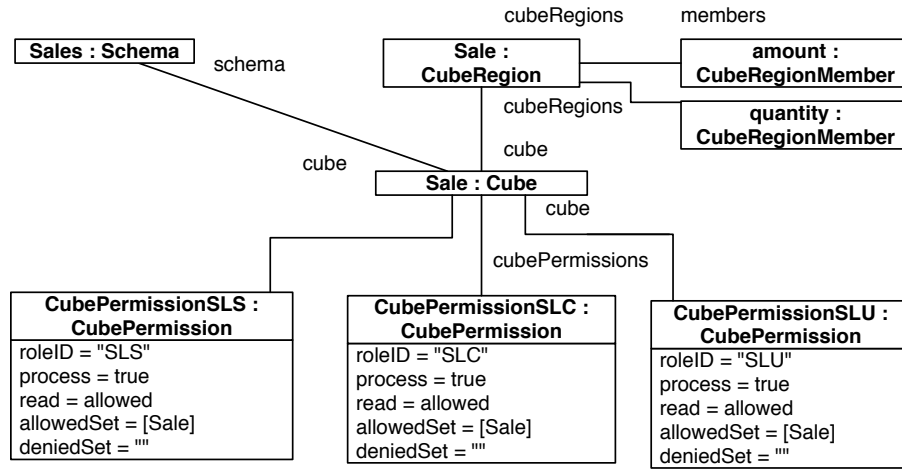 cubeRegions
members
Sales : Schema
Sale :
CubeRegion
amount :
CubeRegionMember
schema
cubeRegions
quantity :
CubeRegionMember
cube
cube
Sale : Cube
cube
cubePermissions
CubePermissionSLS :
CubePermission
roleID = "SLS"
process = true
read = allowed
allowedSet = [Sale]
deniedSet = ""
CubePermissionSLC :
CubePermission
roleID = "SLC"
process = true
read = allowed
allowedSet = [Sale]
deniedSet = ""
CubePermissionSLU :
CubePermission
roleID = "SLU"
process = true
read = allowed
allowedSet = [Sale]
deniedSet = ""